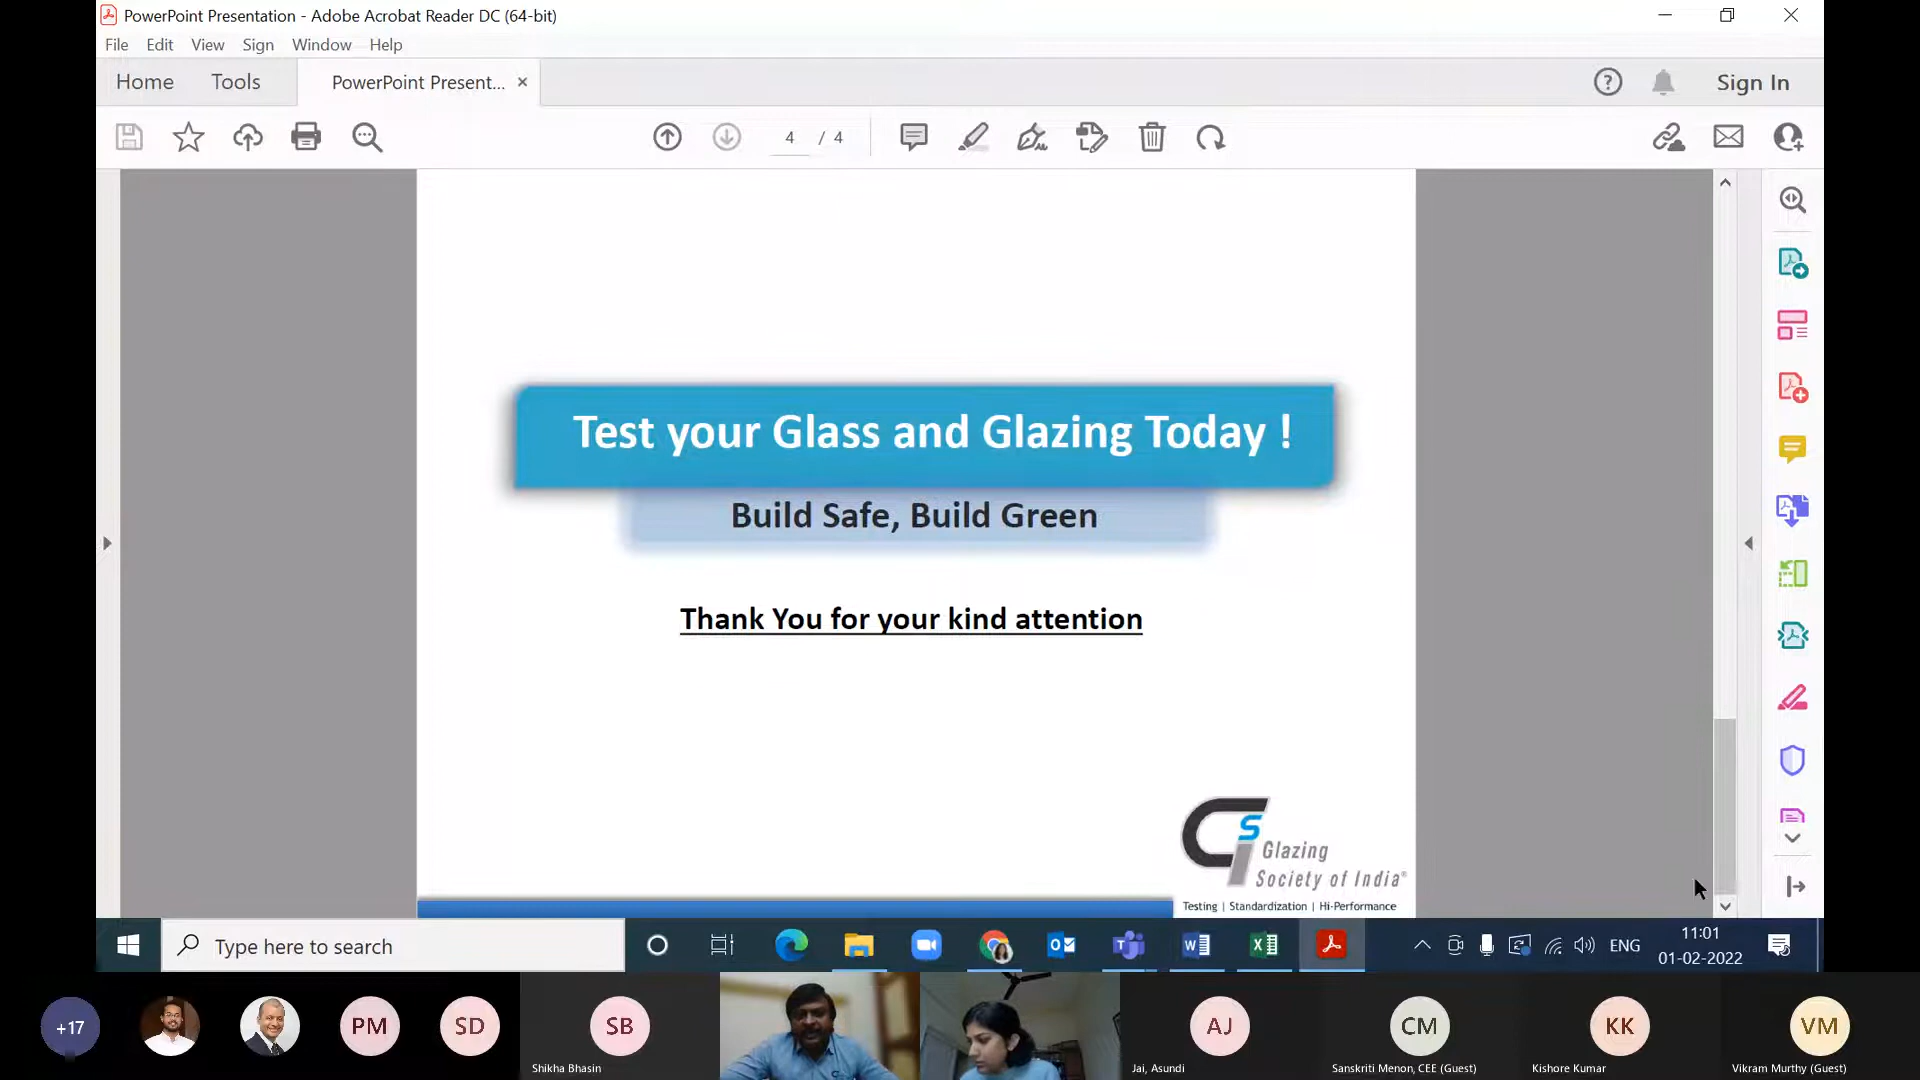 PowerPoint Presentation - Adobe Acrobat Reader DC (64-bit)
File Edit View Sign Window Help
Home Tools PowerPoint Present... × Sign In
4 / 4
Test your Glass and Glazing Today !
Build Safe, Build Green
Thank You for your kind attention
Glazing
Society of India®
Testing | Standardization | Hi-Performance
Type here to search
ENG
11:01
01-02-2022
+17 PM SD SB AJ CM KK VM
Shikha Bhasin Jai, Asundi Sanskriti Menon, CEE (Guest) Kishore Kumar Vikram Murthy (Guest)